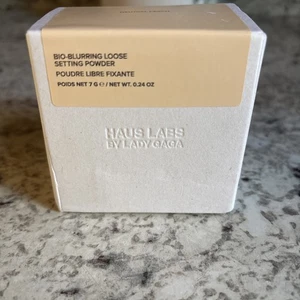 BIO-BLURRING LOOSE
SETTING POWDER
POUDRE LIBRE FIXANTE
POIDS NET 7 G ℮ / NET WT. 0.24 OZ
HAUS LABS
BY LADY GAGA